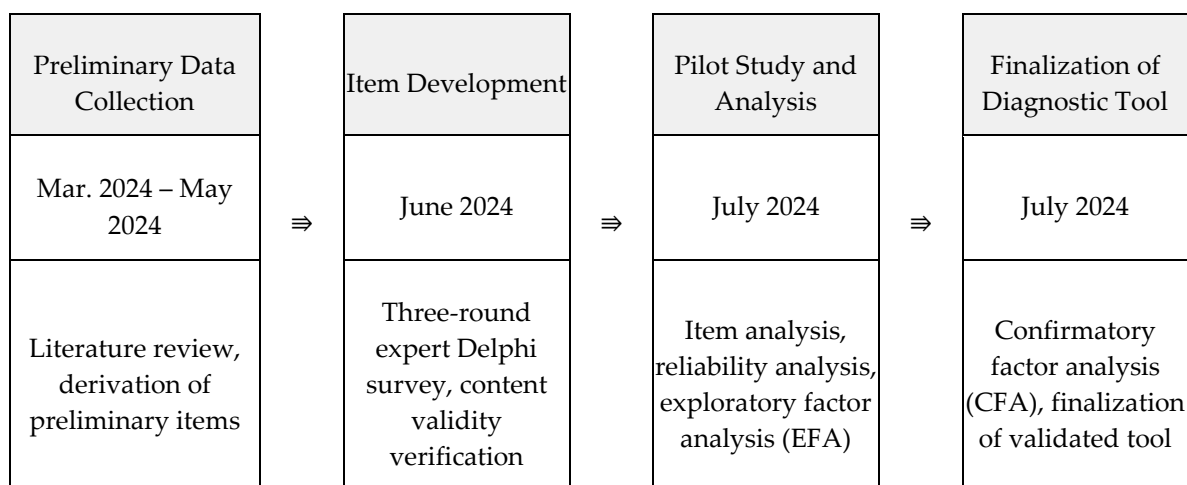 Preliminary Data
Collection
Mar. 2024 – May
2024
Literature review,
derivation of
preliminary items
⇛
Item Development
June 2024
Three-round
expert Delphi
survey, content
validity
verification
⇛
Pilot Study and
Analysis
July 2024
Item analysis,
reliability analysis,
exploratory factor
analysis (EFA)
⇛
Finalization of
Diagnostic Tool
July 2024
Confirmatory
factor analysis
(CFA), finalization
of validated tool